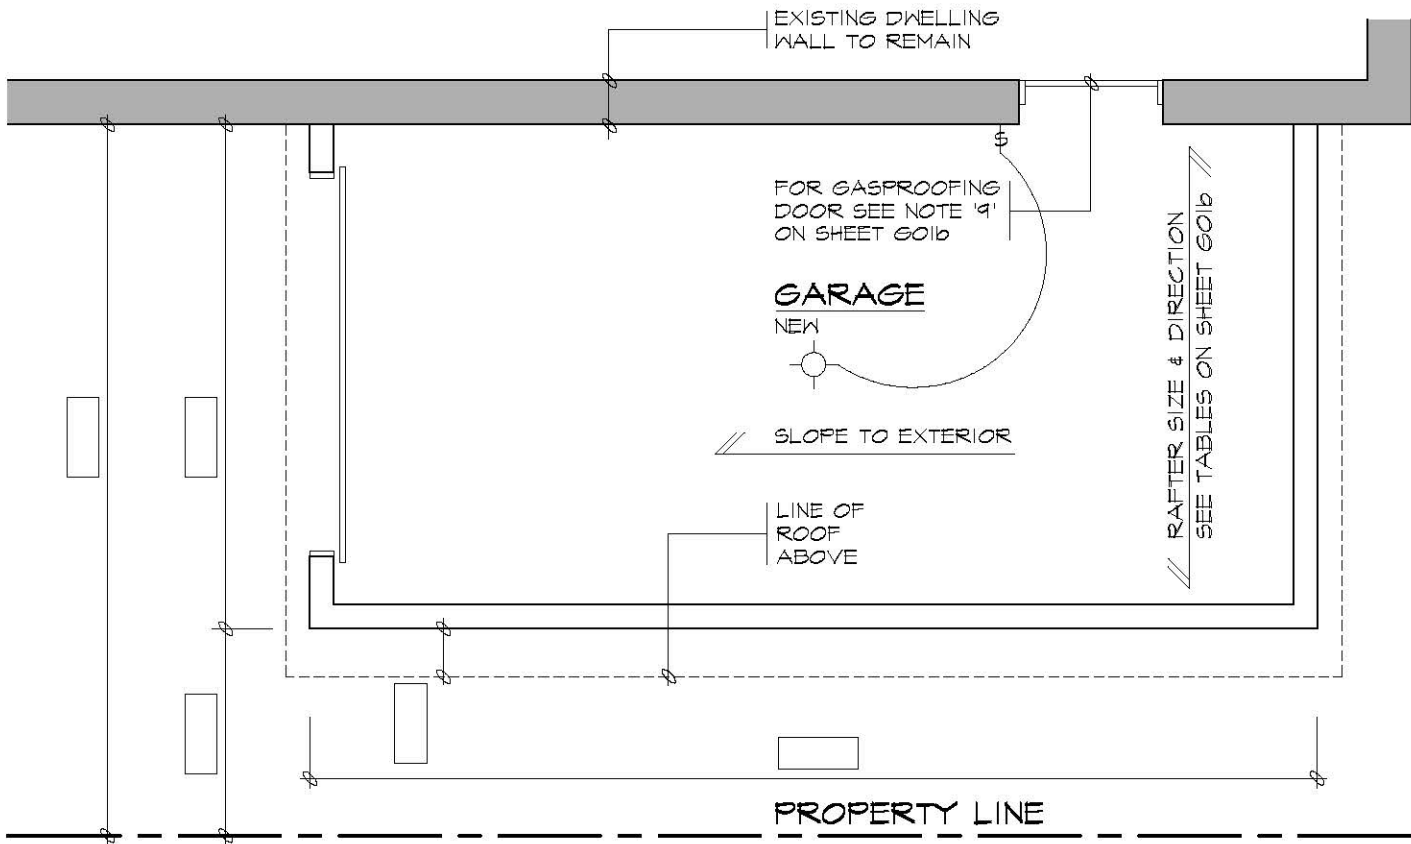 EXISTING DWELLING
WALL TO REMAIN
S
FOR GASPROOFING
DOOR SEE NOTE '9'
ON SHEET G01b
GARAGE
NEW
SLOPE TO EXTERIOR
LINE OF
ROOF
ABOVE
RAFTER SIZE & DIRECTION
SEE TABLES ON SHEET G01b
PROPERTY LINE